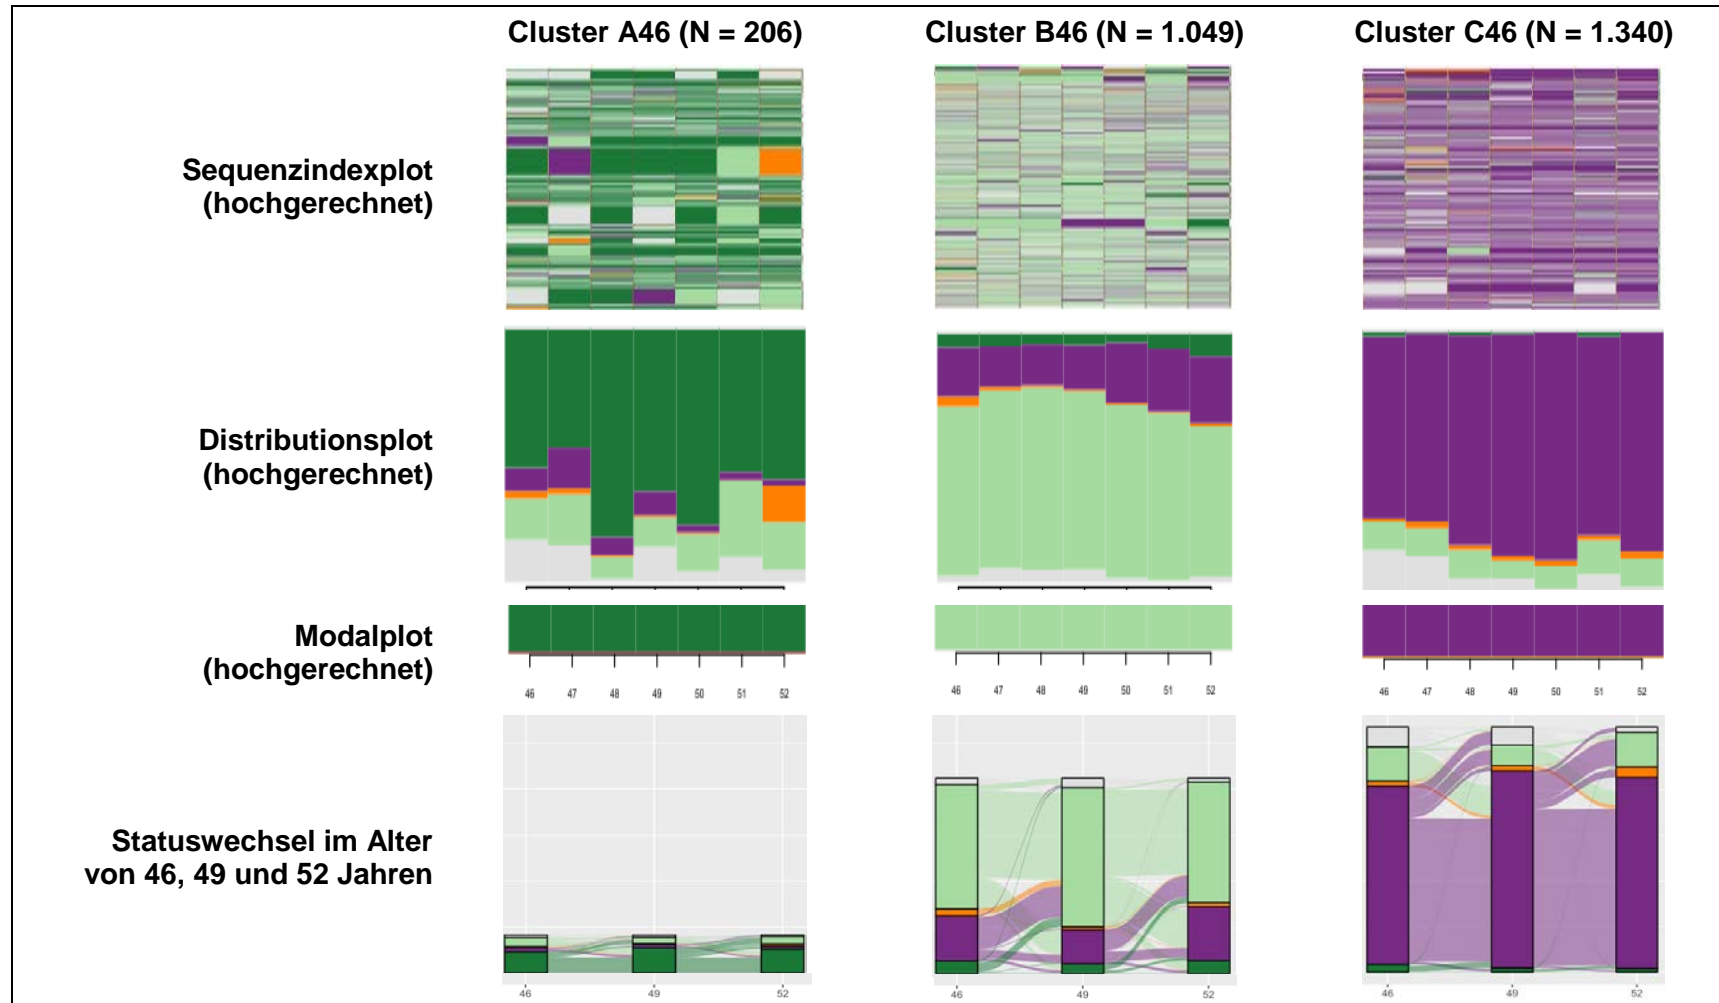 Cluster A46 (N = 206) Cluster B46 (N = 1.049) Cluster C46 (N = 1.340)
Sequenzindexplot
(hochgerechnet)
Distributionsplot
(hochgerechnet)
Modalplot
(hochgerechnet)
46 47 48 49 50 51 52 46 47 48 49 50 51 52 46 47 48 49 50 51 52
Statuswechsel im Alter
von 46, 49 und 52 Jahren
46 49 52 46 49 52 46 49 52